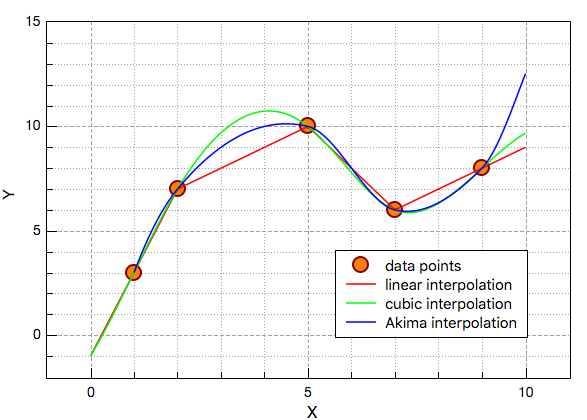 15
10
5
0
Y
data points
linear interpolation
cubic interpolation
Akima interpolation
0 5 10
X